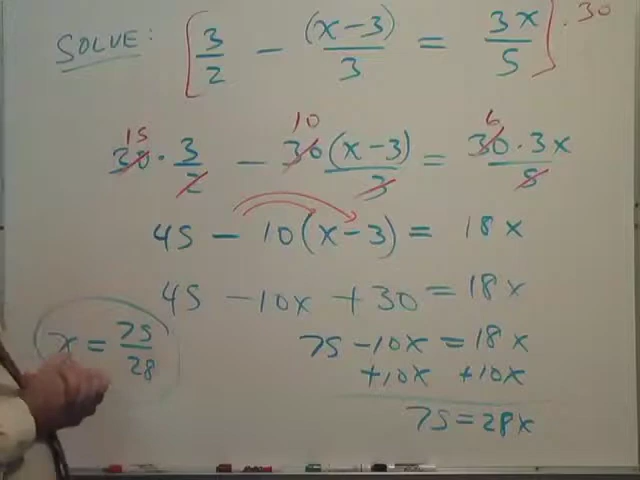 SOLVE: [3/2 - (x-3)/3 = 3x/5] · 30
15 10 6
30 · 3/2 - 30(x-3)/3 = 30 · 3x/5
45 - 10(x-3) = 18x
45 - 10x + 30 = 18x
x = 75/28
75 - 10x = 18x
+10x +10x
75 = 28x